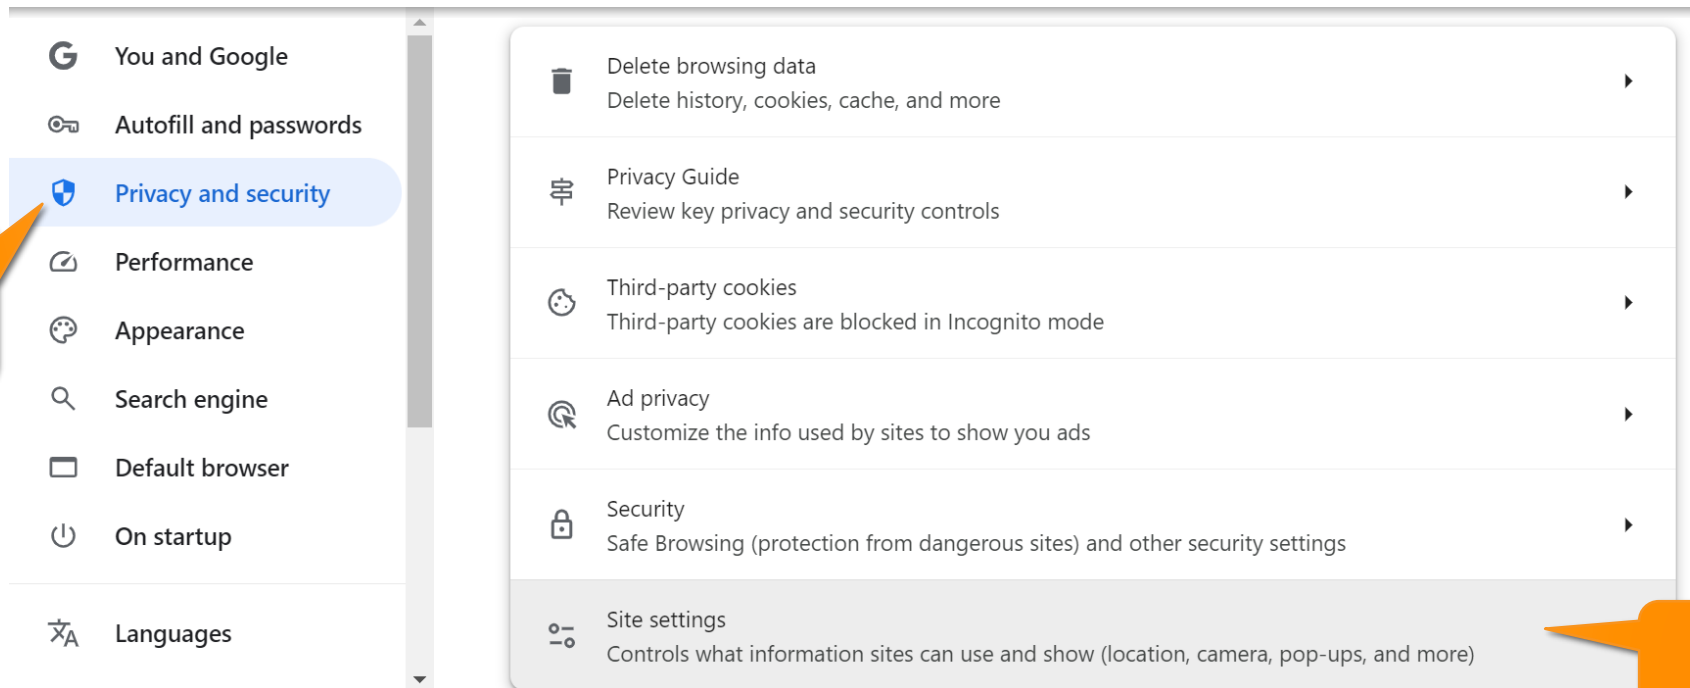 You and Google
Autofill and passwords
Privacy and security
Performance
Appearance
Search engine
Default browser
On startup
Languages
Delete browsing data
Delete history, cookies, cache, and more
Privacy Guide
Review key privacy and security controls
Third-party cookies
Third-party cookies are blocked in Incognito mode
Ad privacy
Customize the info used by sites to show you ads
Security
Safe Browsing (protection from dangerous sites) and other security settings
Site settings
Controls what information sites can use and show (location, camera, pop-ups, and more)